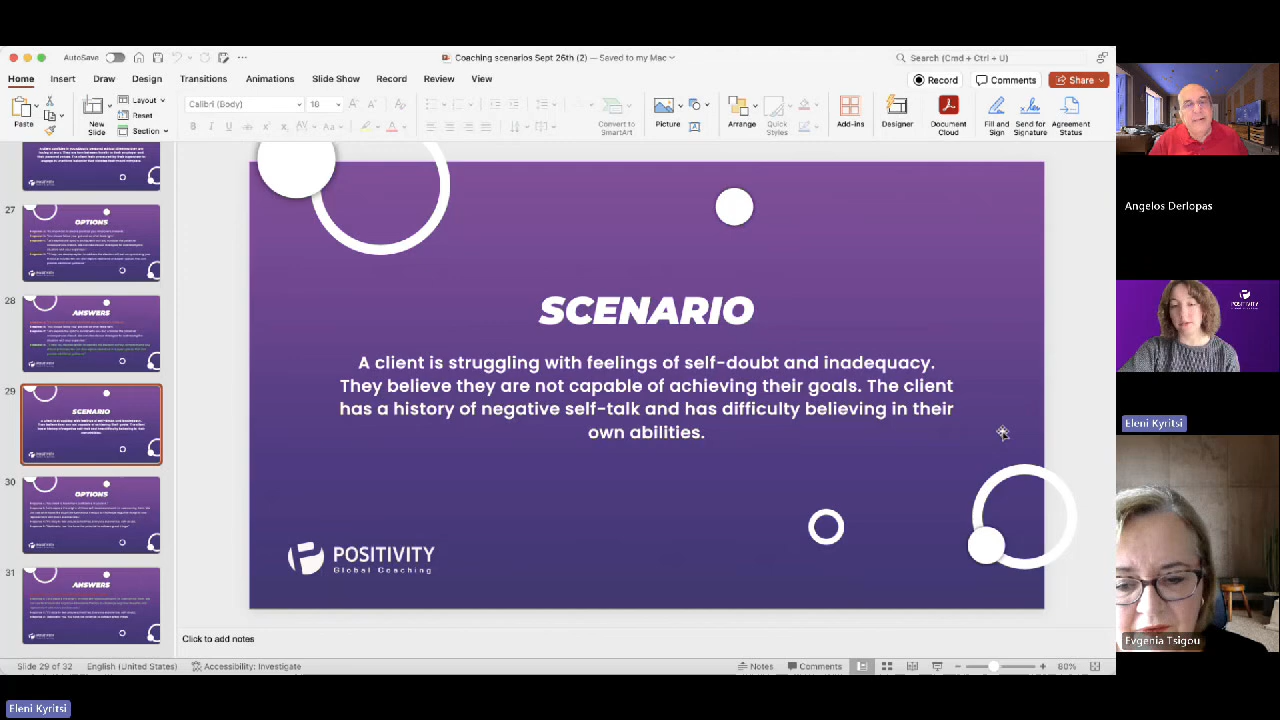 AutoSave
Coaching scenarios Sept 26th (2) — Saved to my Mac
Search (Cmd + Ctrl + U)
Home Insert Draw Design Transitions Animations Slide Show Record Review View
Record Comments Share
Paste
New
Slide
Layout
Reset
Section
Calibri (Body) 18
Convert to
SmartArt
Picture
Arrange
Quick
Styles
Add-ins
Designer
Document
Cloud
Fill and
Sign
Send for
Signature
Agreement
Status
27
OPTIONS
28
ANSWERS
29
SCENARIO
30
OPTIONS
31
ANSWERS
SCENARIO
A client is struggling with feelings of self-doubt and inadequacy.
They believe they are not capable of achieving their goals. The client
has a history of negative self-talk and has difficulty believing in their
own abilities.
POSITIVITY
Global Coaching
Click to add notes
Slide 29 of 32 English (United States) Accessibility: Investigate
Notes Comments 80%
Angelos Derlopas
POSITIVITY
Eleni Kyritsi
Evgenia Tsigou
Eleni Kyritsi